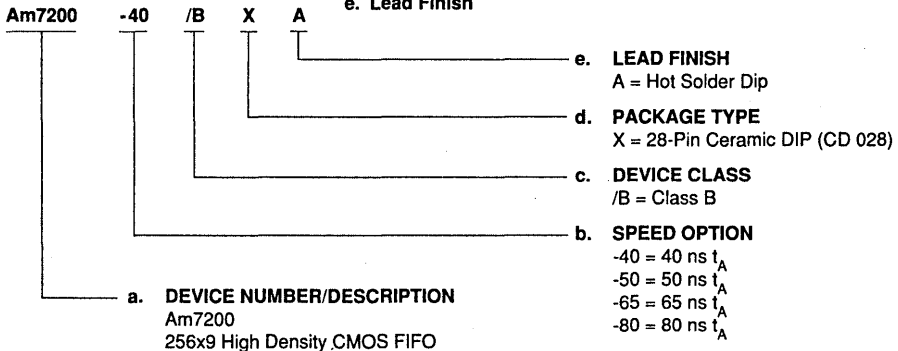 e. Lead Finish
Am7200 -40 /B X A
e. LEAD FINISH
A = Hot Solder Dip
d. PACKAGE TYPE
X = 28-Pin Ceramic DIP (CD 028)
c. DEVICE CLASS
/B = Class B
b. SPEED OPTION
-40 = 40 ns tA
-50 = 50 ns tA
-65 = 65 ns tA
-80 = 80 ns tA
a. DEVICE NUMBER/DESCRIPTION
Am7200
256x9 High Density CMOS FIFO